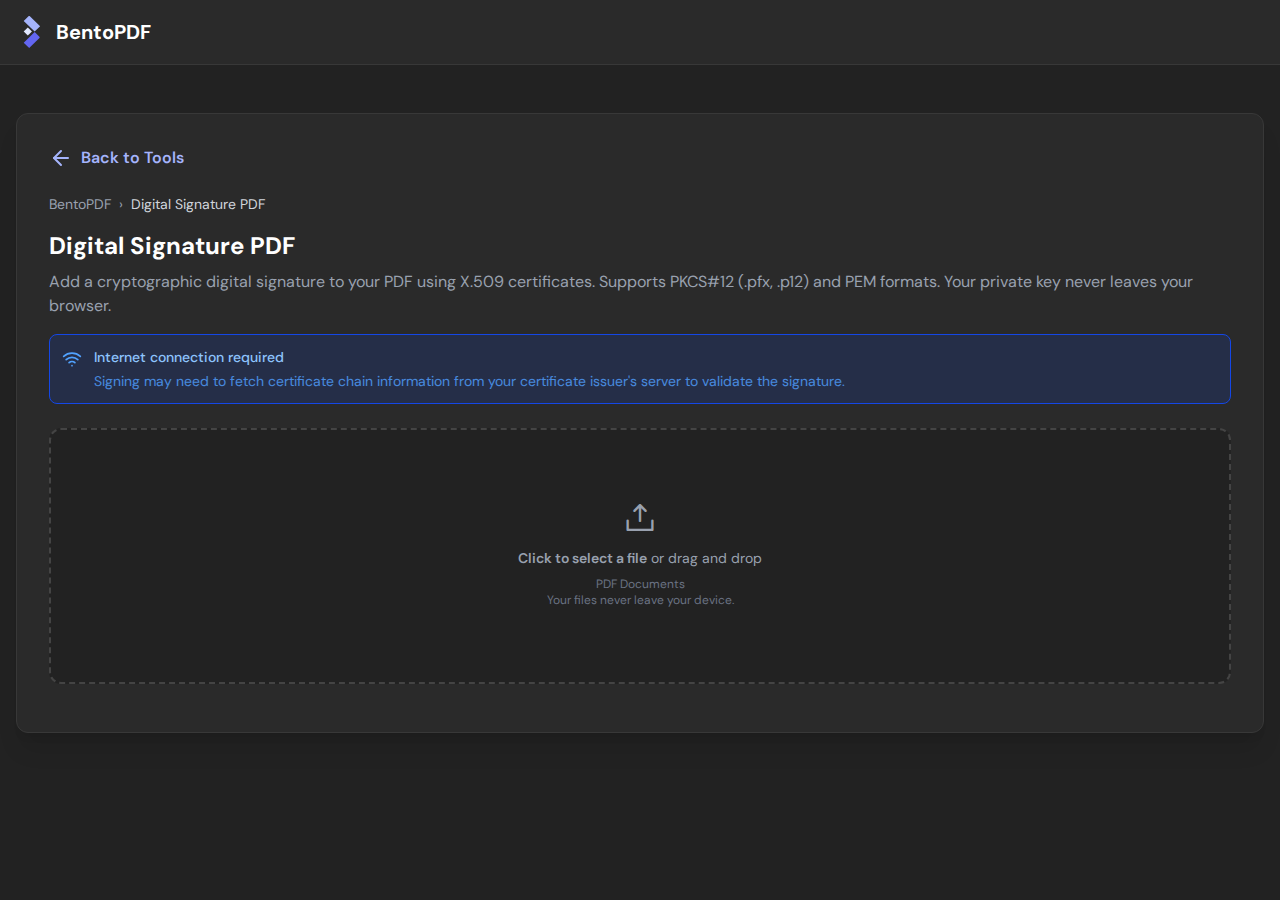 BentoPDF
Back to Tools
BentoPDF › Digital Signature PDF
Digital Signature PDF
Add a cryptographic digital signature to your PDF using X.509 certificates. Supports PKCS#12 (.pfx, .p12) and PEM formats. Your private key never leaves your
browser.
Internet connection required
Signing may need to fetch certificate chain information from your certificate issuer's server to validate the signature.
Click to select a file or drag and drop
PDF Documents
Your files never leave your device.